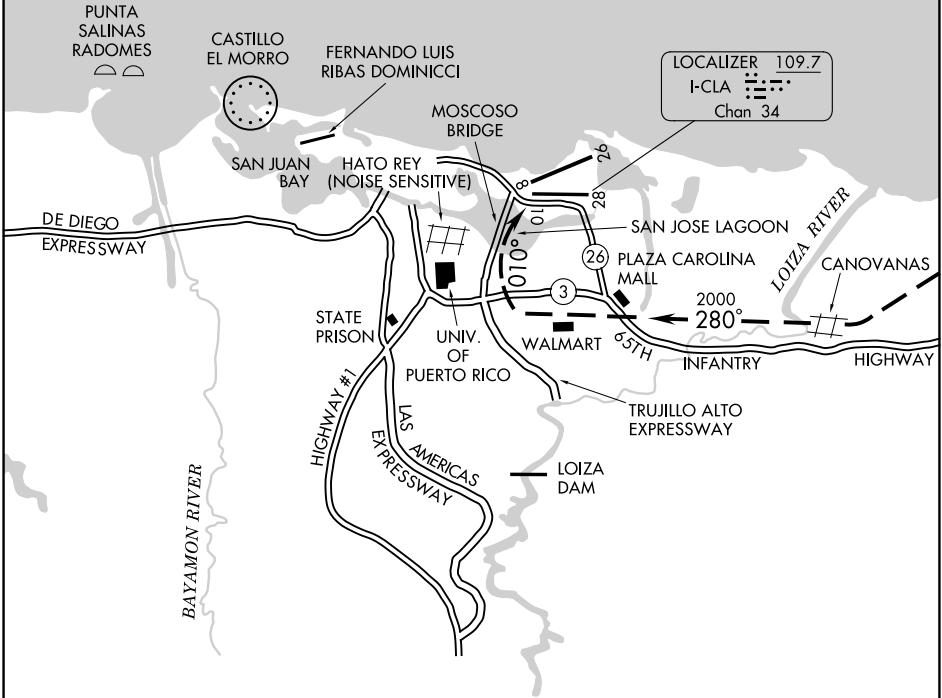 PUNTA
SALINAS
RADOMES
CASTILLO
EL MORRO
FERNANDO LUIS
RIBAS DOMINICCI
LOCALIZER 109.7
I-CLA
Chan 34
MOSCOSO
BRIDGE
SAN JUAN
BAY
HATO REY
(NOISE SENSITIVE)
8
26
10
28
DE DIEGO
EXPRESSWAY
SAN JOSE LAGOON
LOIZA RIVER
010°
26
PLAZA CAROLINA
MALL
CANOVANAS
3
2000
280°
STATE
PRISON
UNIV.
OF
PUERTO RICO
WALMART
65TH
INFANTRY
HIGHWAY
HIGHWAY #1
LAS
AMERICAS
EXPRESSWAY
TRUJILLO ALTO
EXPRESSWAY
LOIZA
DAM
BAYAMON RIVER